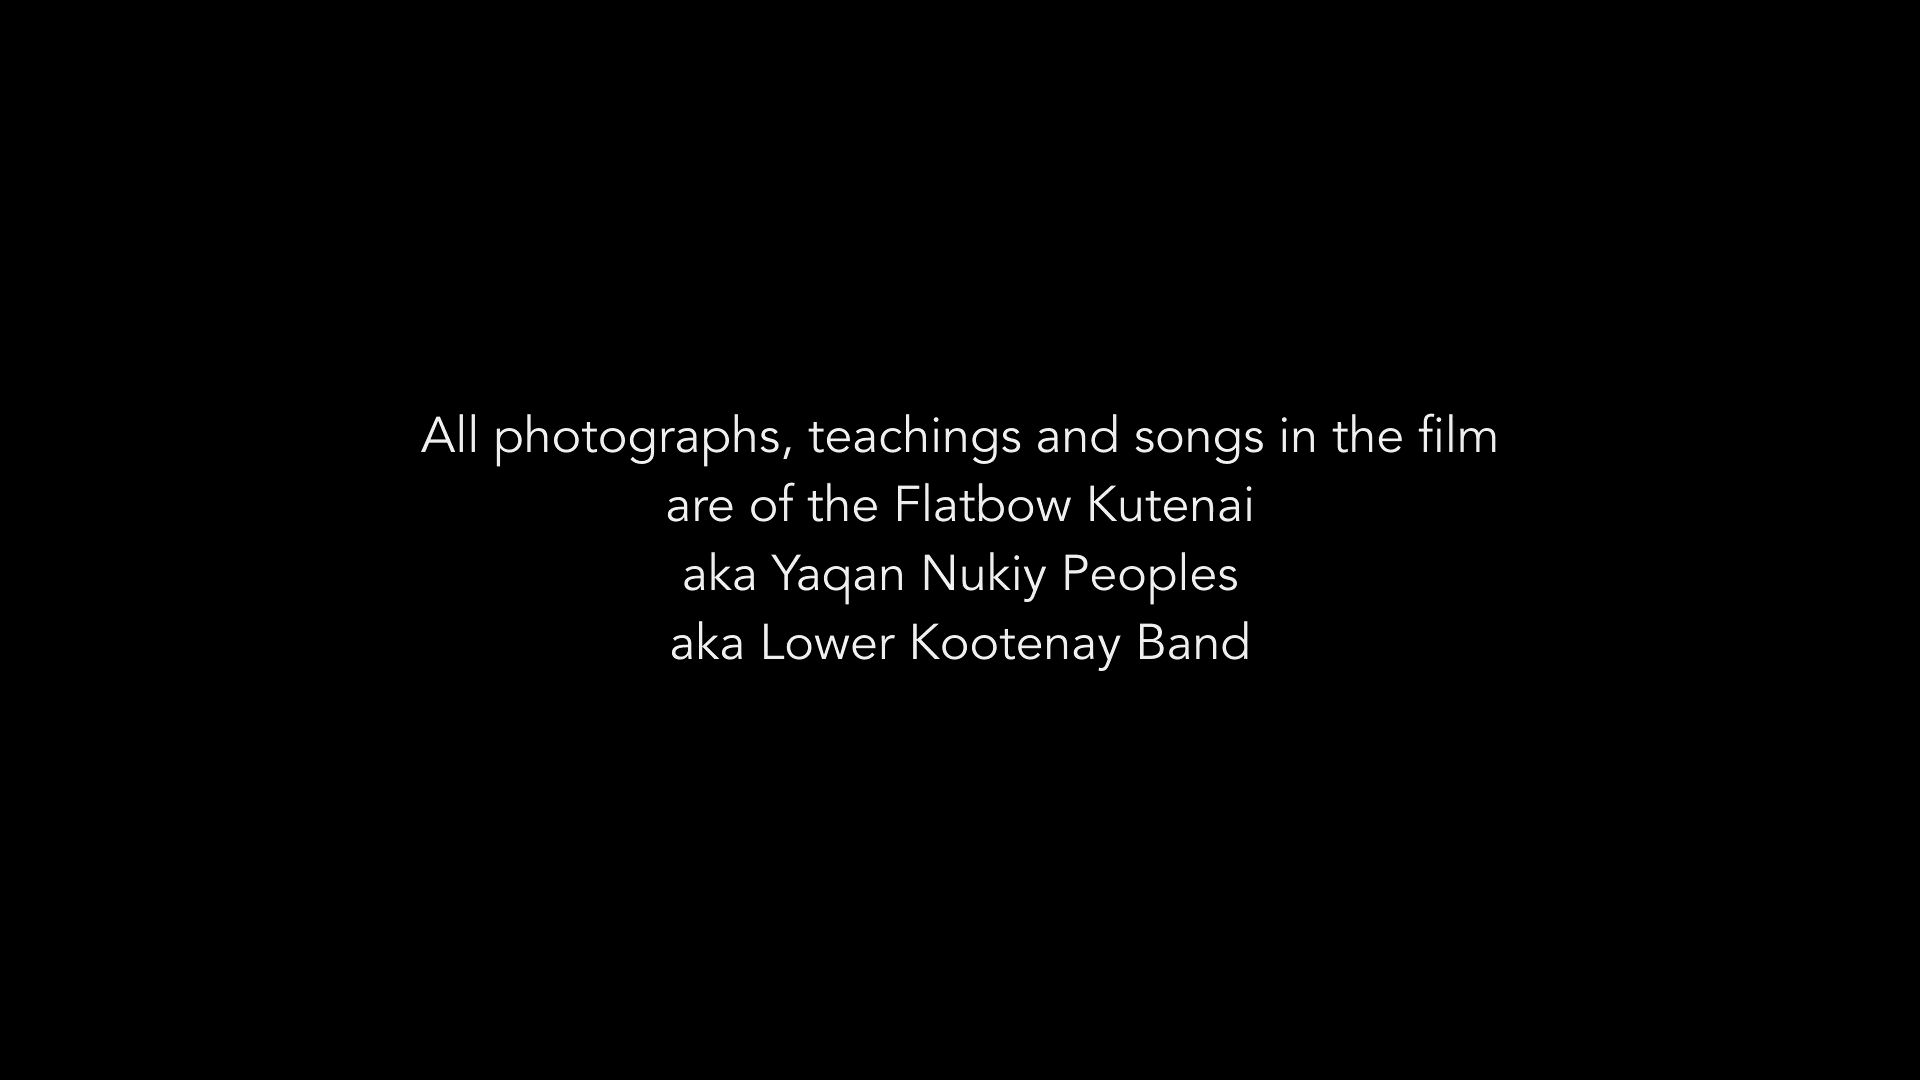 All photographs, teachings and songs in the film
are of the Flatbow Kutenai
aka Yaqan Nukiy Peoples
aka Lower Kootenay Band